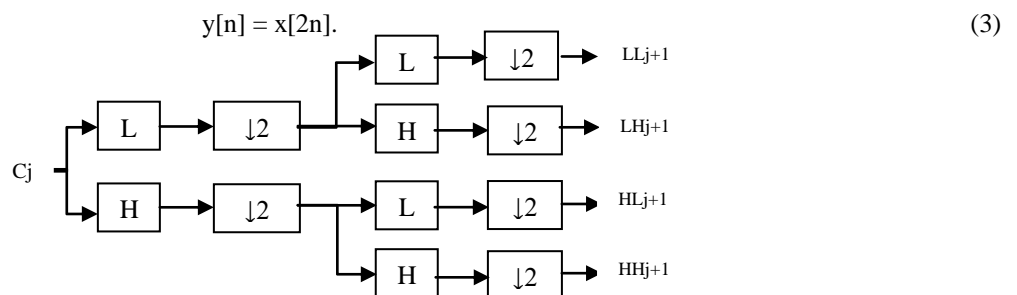 y[n] = x[2n]. (3)
L ↓2 LLj+1
L ↓2 H ↓2 LHj+1
Cj
H ↓2 L ↓2 HLj+1
H ↓2 HHj+1